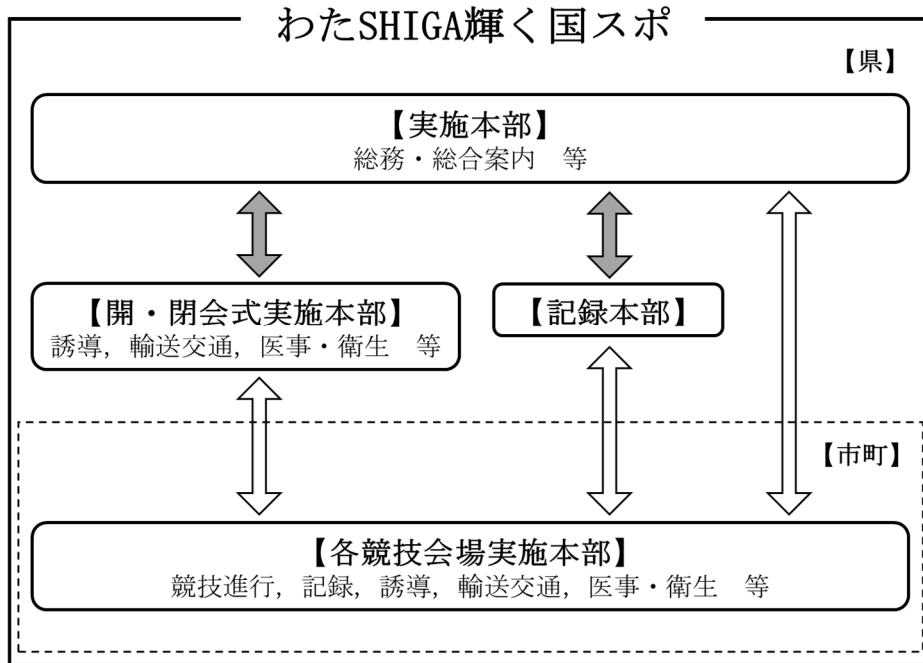 わたSHIGA輝く国スポ
【県】
【実施本部】
総務・総合案内　等
【開・閉会式実施本部】
誘導，輸送交通，医事・衛生　等
【記録本部】
【市町】
【各競技会場実施本部】
競技進行，記録，誘導，輸送交通，医事・衛生　等